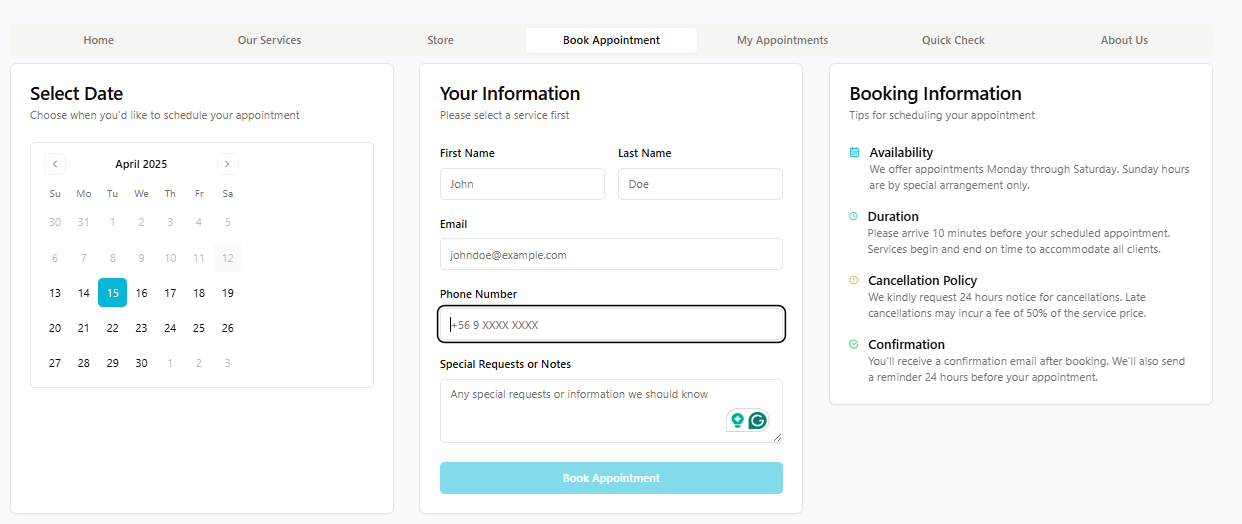 Home Our Services Store Book Appointment My Appointments Quick Check About Us
Select Date
Choose when you'd like to schedule your appointment
April 2025
Su Mo Tu We Th Fr Sa
30 31 1 2 3 4 5
6 7 8 9 10 11 12
13 14 15 16 17 18 19
20 21 22 23 24 25 26
27 28 29 30 1 2 3
Your Information
Please select a service first
First Name Last Name
John Doe
Email
johndoe@example.com
Phone Number
+56 9 XXXX XXXX
Special Requests or Notes
Any special requests or information we should know
Book Appointment
Booking Information
Tips for scheduling your appointment
Availability
We offer appointments Monday through Saturday. Sunday hours
are by special arrangement only.
Duration
Please arrive 10 minutes before your scheduled appointment.
Services begin and end on time to accommodate all clients.
Cancellation Policy
We kindly request 24 hours notice for cancellations. Late
cancellations may incur a fee of 50% of the service price.
Confirmation
You'll receive a confirmation email after booking. We'll also send
a reminder 24 hours before your appointment.